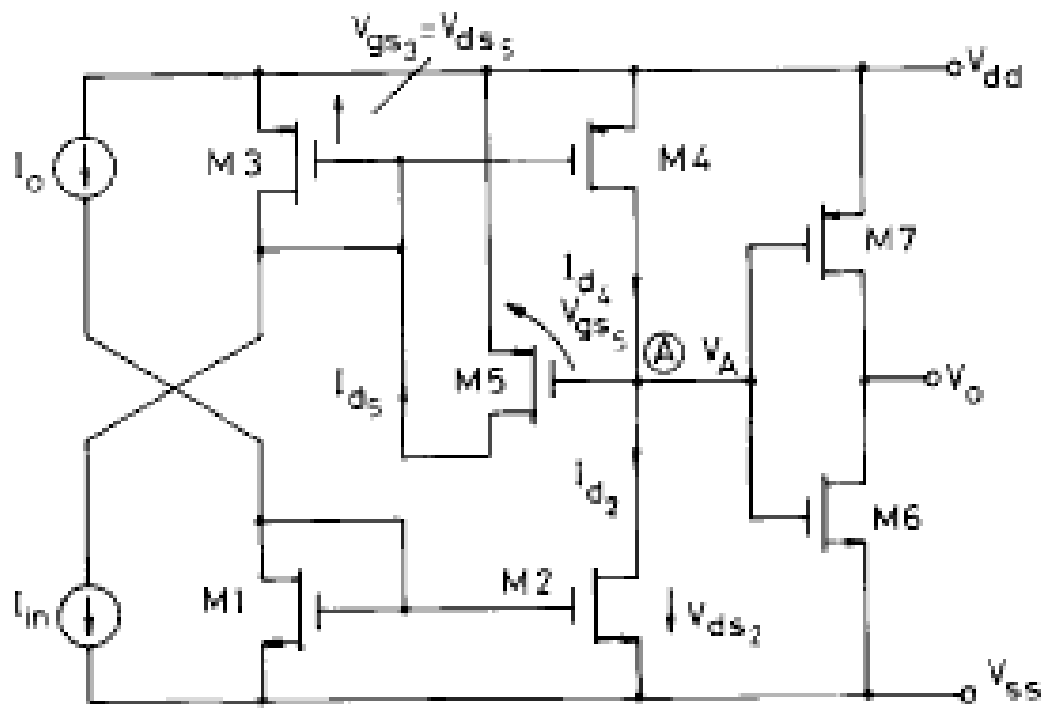 Vgs3=Vds5
Vdd
M3
M4
Io
M7
Id4
Vgs5
A VA
Vo
M5
Id5
Id2
M6
M1
M2
Iin
Vds2
Vss